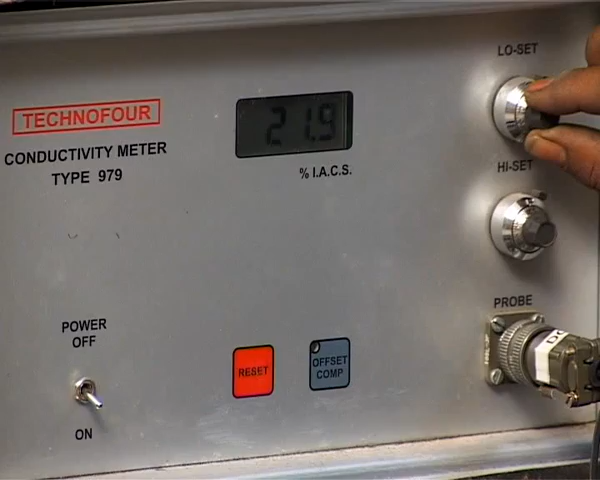 TECHNOFOUR
CONDUCTIVITY METER
TYPE 979
21.9
% I.A.C.S.
LO-SET
HI-SET
PROBE
POWER
OFF
ON
RESET
OFFSET
COMP